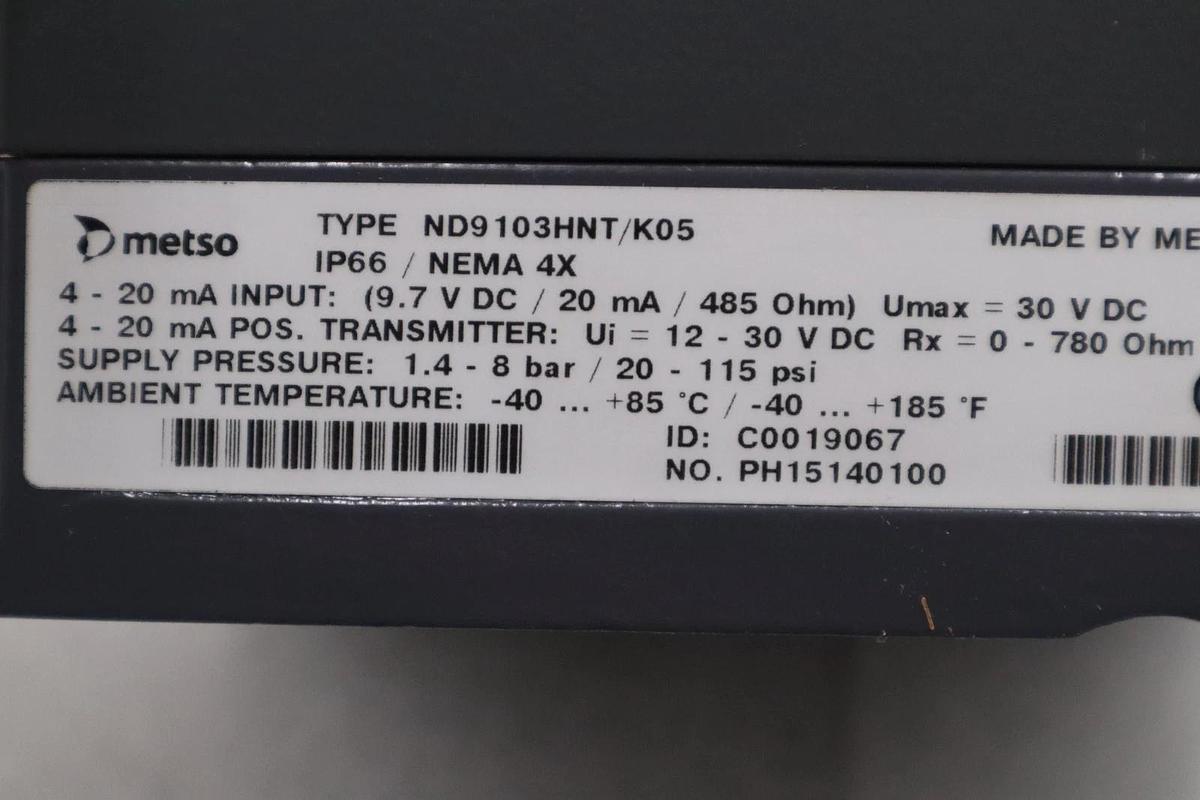 metso
TYPE ND9103HNT/K05
MADE BY ME
IP66 / NEMA 4X
4 - 20 mA INPUT: (9.7 V DC / 20 mA / 485 Ohm) Umax = 30 V DC
4 - 20 mA POS. TRANSMITTER: Ui = 12 - 30 V DC Rx = 0 - 780 Ohm
SUPPLY PRESSURE: 1.4 - 8 bar / 20 - 115 psi
AMBIENT TEMPERATURE: -40 ... +85 °C / -40 ... +185 °F
ID: C0019067
NO. PH15140100